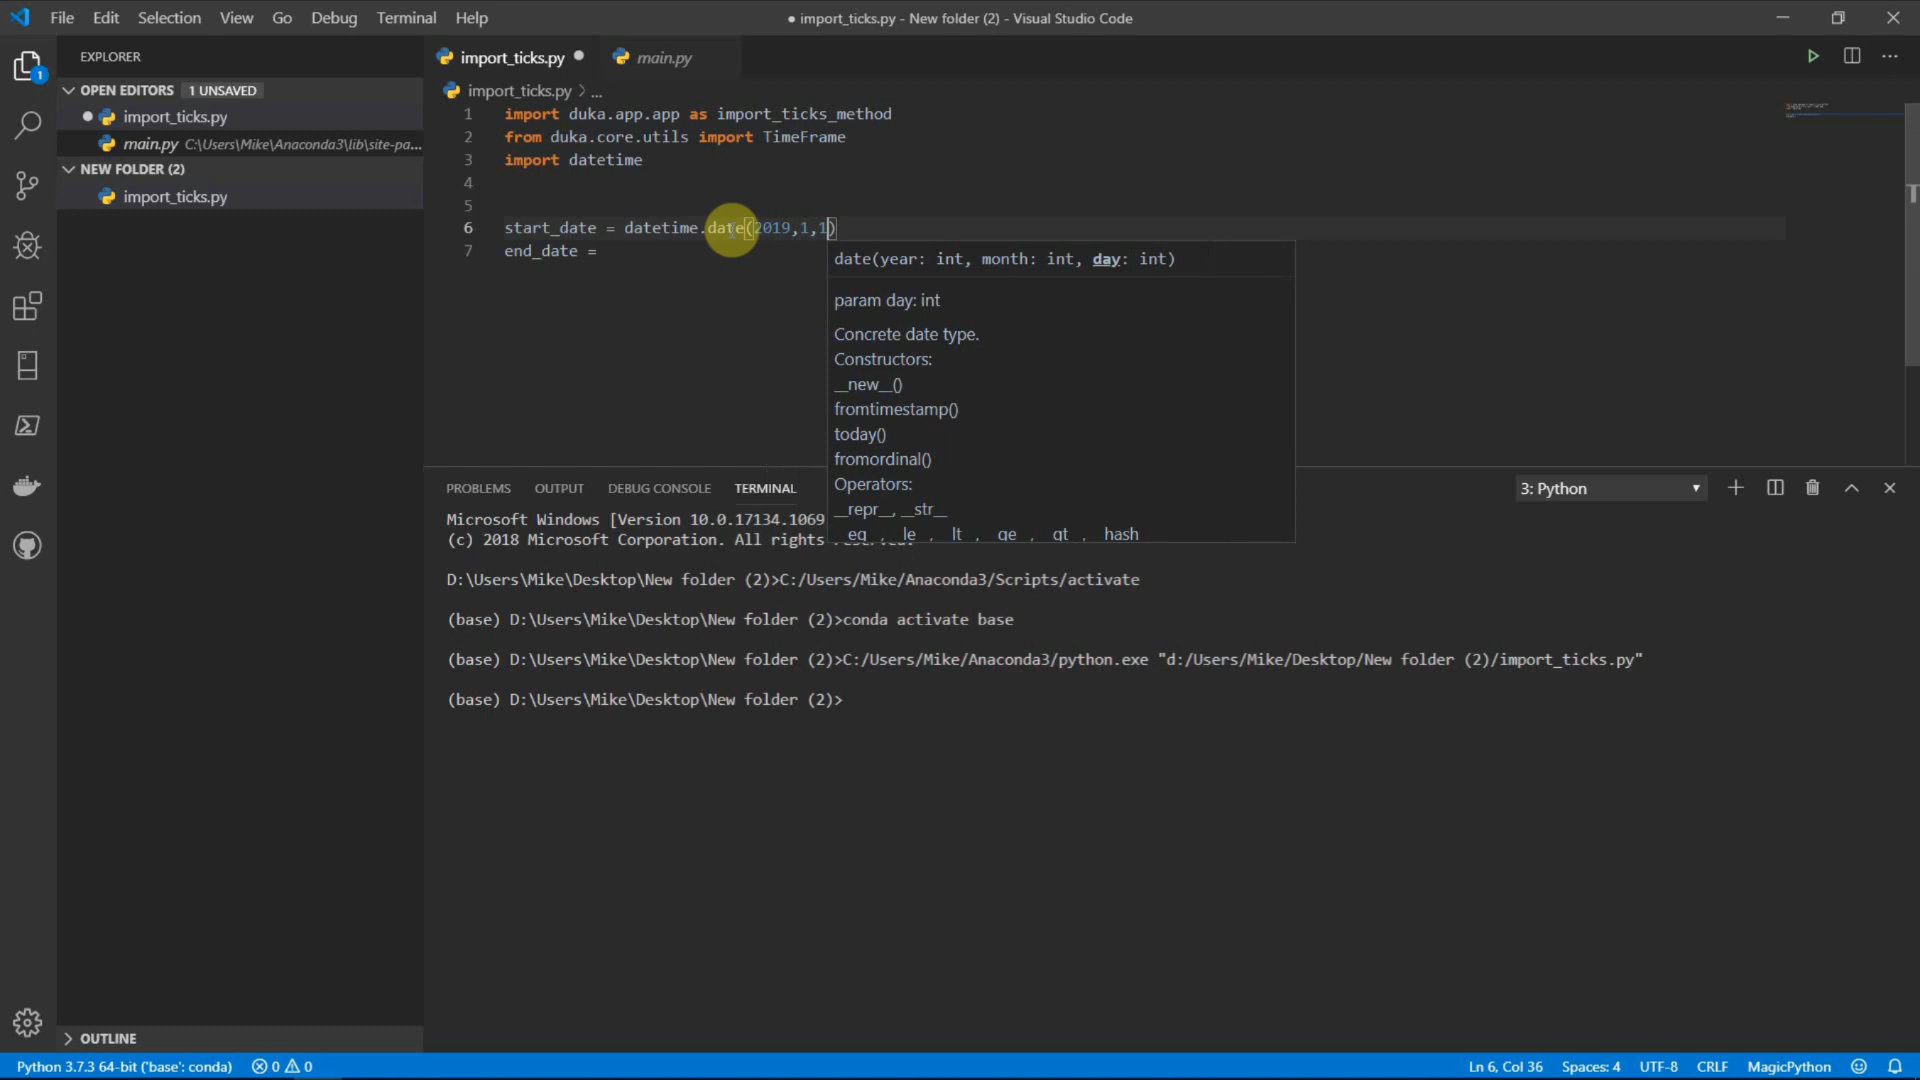 File Edit Selection View Go Debug Terminal Help
● import_ticks.py - New folder (2) - Visual Studio Code
EXPLORER
OPEN EDITORS 1 UNSAVED
import_ticks.py
main.py C:\Users\Mike\Anaconda3\lib\site-pa...
NEW FOLDER (2)
import_ticks.py
OUTLINE
1
import_ticks.py main.py
import_ticks.py > ...
1 import duka.app.app as import_ticks_method
2 from duka.core.utils import TimeFrame
3 import datetime
4
5
6 start_date = datetime.date(2019,1,1)
7 end_date =
date(year: int, month: int, day: int)
param day: int
Concrete date type.
Constructors:
__new__()
fromtimestamp()
today()
fromordinal()
Operators:
__repr__, __str__
__eq__, __le__, __lt__, __ge__, __gt__, __hash__
PROBLEMS OUTPUT DEBUG CONSOLE TERMINAL
3: Python
Microsoft Windows [Version 10.0.17134.1069
(c) 2018 Microsoft Corporation. All rights reserved.
D:\Users\Mike\Desktop\New folder (2)>C:/Users/Mike/Anaconda3/Scripts/activate
(base) D:\Users\Mike\Desktop\New folder (2)>conda activate base
(base) D:\Users\Mike\Desktop\New folder (2)>C:/Users/Mike/Anaconda3/python.exe "d:/Users/Mike/Desktop/New folder (2)/import_ticks.py"
(base) D:\Users\Mike\Desktop\New folder (2)>
Python 3.7.3 64-bit ('base': conda) 0 0
Ln 6, Col 36 Spaces: 4 UTF-8 CRLF MagicPython